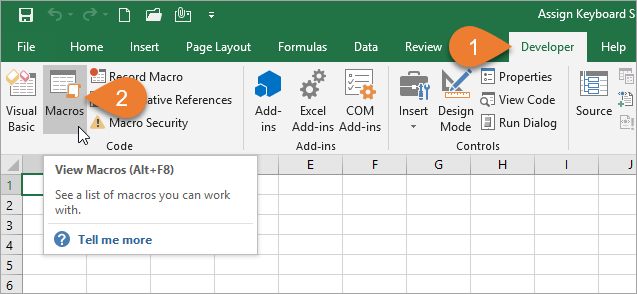 Assign Keyboard S
File Home Insert Page Layout Formulas Data Review 1 Developer Help
Record Macro
ative References
Macro Security
Visual Basic
Macros
2
Code
Add-ins
Excel Add-ins
COM Add-ins
Add-ins
Insert
Design Mode
Properties
View Code
Run Dialog
Controls
Source
E F G H I J
1
2
3
4
5
6
View Macros (Alt+F8)
See a list of macros you can work
with.
? Tell me more